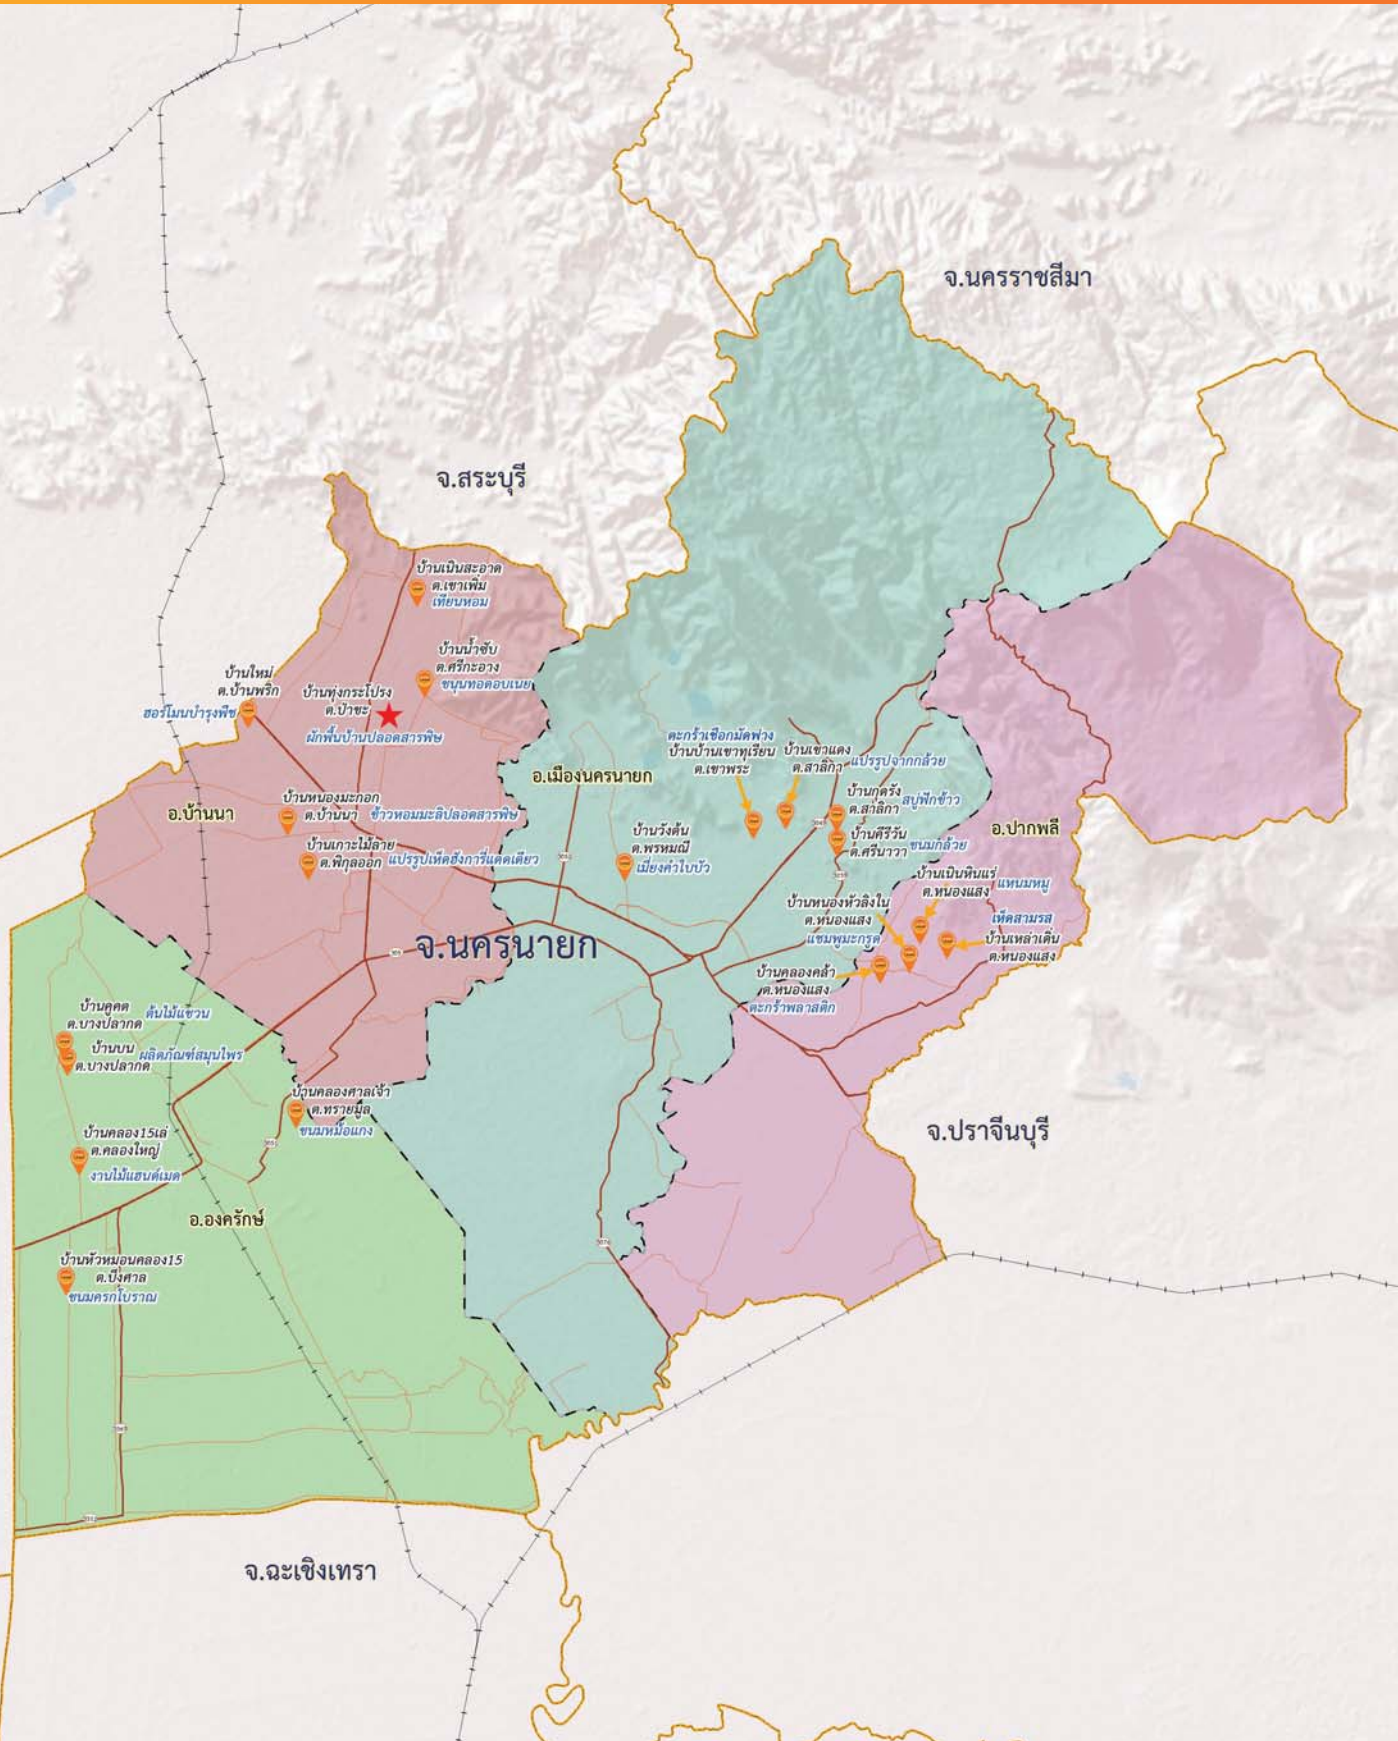 จ.นครราชสีมา
จ.สระบุรี
บ้านเนินสะอาด
ต.เขาเพิ่ม
เทียนหอม
บ้านน้ำซับ
ต.ศรีกะอาง
ขนุนทอดอบเนย
บ้านใหม่
ต.บ้านพริก
ฮอร์โมนบำรุงพืช
บ้านทุ่งกระโปรง
ต.ป่าขะ
ผักพื้นบ้านปลอดสารพิษ
อ.บ้านนา
บ้านหนองมะกอก
ต.บ้านนา
ข้าวหอมมะลิปลอดสารพิษ
บ้านเกาะไม้ลาย
ต.พิกุลออก
แปรรูปเห็ดฮังการี่แดดเดียว
อ.เมืองนครนายก
ตะกร้าเชือกมัดฟาง
บ้านบ้านเขาทุเรียน
ต.เขาพระ
บ้านเขาแดง
ต.สาลิกา
แปรรูปจากกล้วย
บ้านกุดรัง
ต.สาลิกา
สบู่ฟักข้าว
บ้านคีรีวัน
ต.ศรีนาวา
ขนมกล้วย
บ้านวังต้น
ต.พรหมณี
เมี่ยงคำใบบัว
อ.ปากพลี
บ้านเนินหินแร่
ต.หนองแสง
แหนมหมู
บ้านหนองหัวลิงใน
ต.หนองแสง
แชมพูมะกรูด
เห็ดสามรส
บ้านเหล่าเดิ่น
ต.หนองแสง
บ้านคลองคล้า
ต.หนองแสง
ตะกร้าพลาสติก
จ.นครนายก
บ้านคูคต
ต.บางปลากด
ต้นไม้แขวน
บ้านบน
ต.บางปลากด
ผลิตภัณฑ์สมุนไพร
บ้านคลองศาลเจ้า
ต.ทรายมูล
ขนมหม้อแกง
บ้านคลอง15เล่
ต.คลองใหญ่
งานไม้แฮนด์เมด
จ.ปราจีนบุรี
อ.องครักษ์
บ้านหัวหมอนคลอง15
ต.บึงศาล
ขนมครกโบราณ
จ.ฉะเชิงเทรา